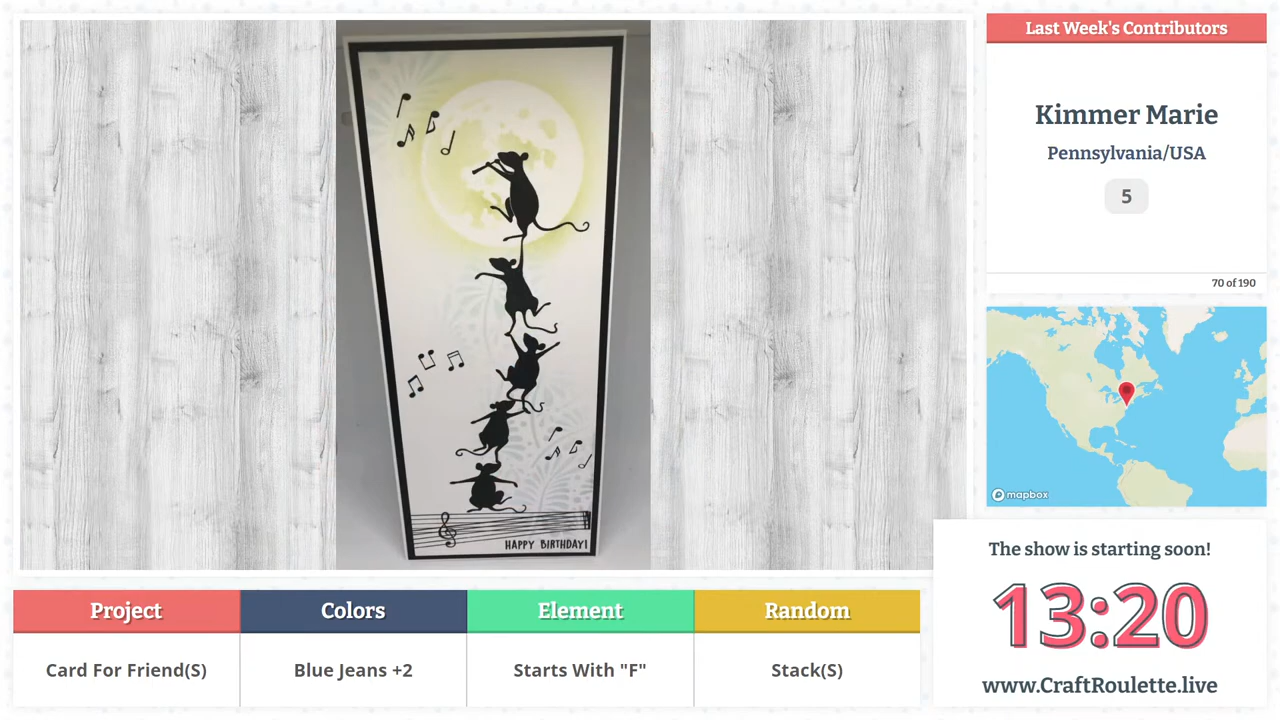 HAPPY BIRTHDAY!
Last Week's Contributors
Kimmer Marie
Pennsylvania/USA
5
70 of 190
mapbox
The show is starting soon!
13:20
www.CraftRoulette.live
Project
Card For Friend(S)
Colors
Blue Jeans +2
Element
Starts With "F"
Random
Stack(S)